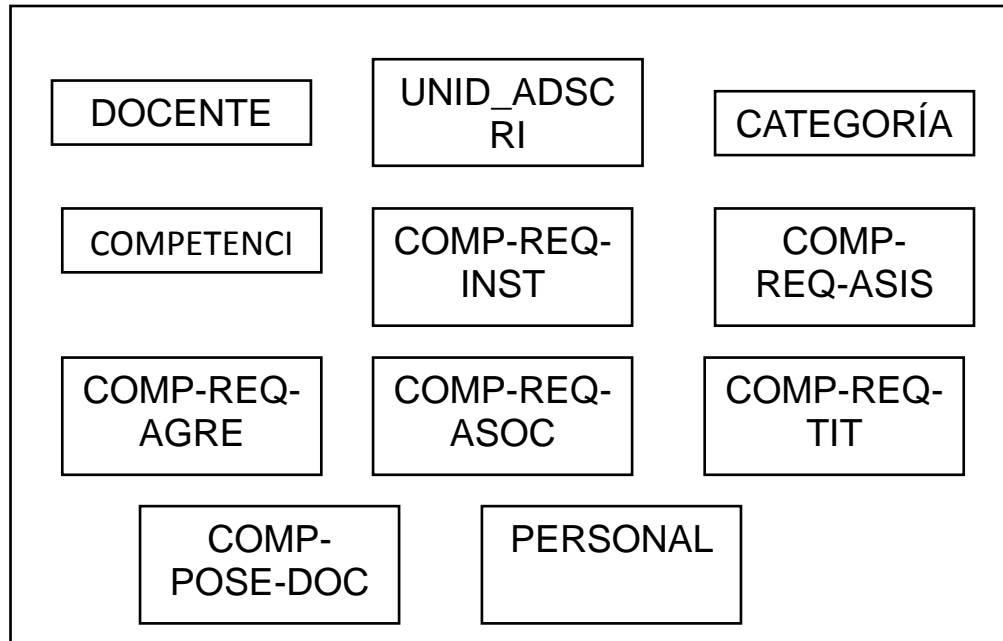 DOCENTE
UNID_ADSC
RI
CATEGORÍA
COMPETENCI
COMP-REQ-
INST
COMP-
REQ-ASIS
COMP-REQ-
AGRE
COMP-REQ-
ASOC
COMP-REQ-
TIT
COMP-
POSE-DOC
PERSONAL